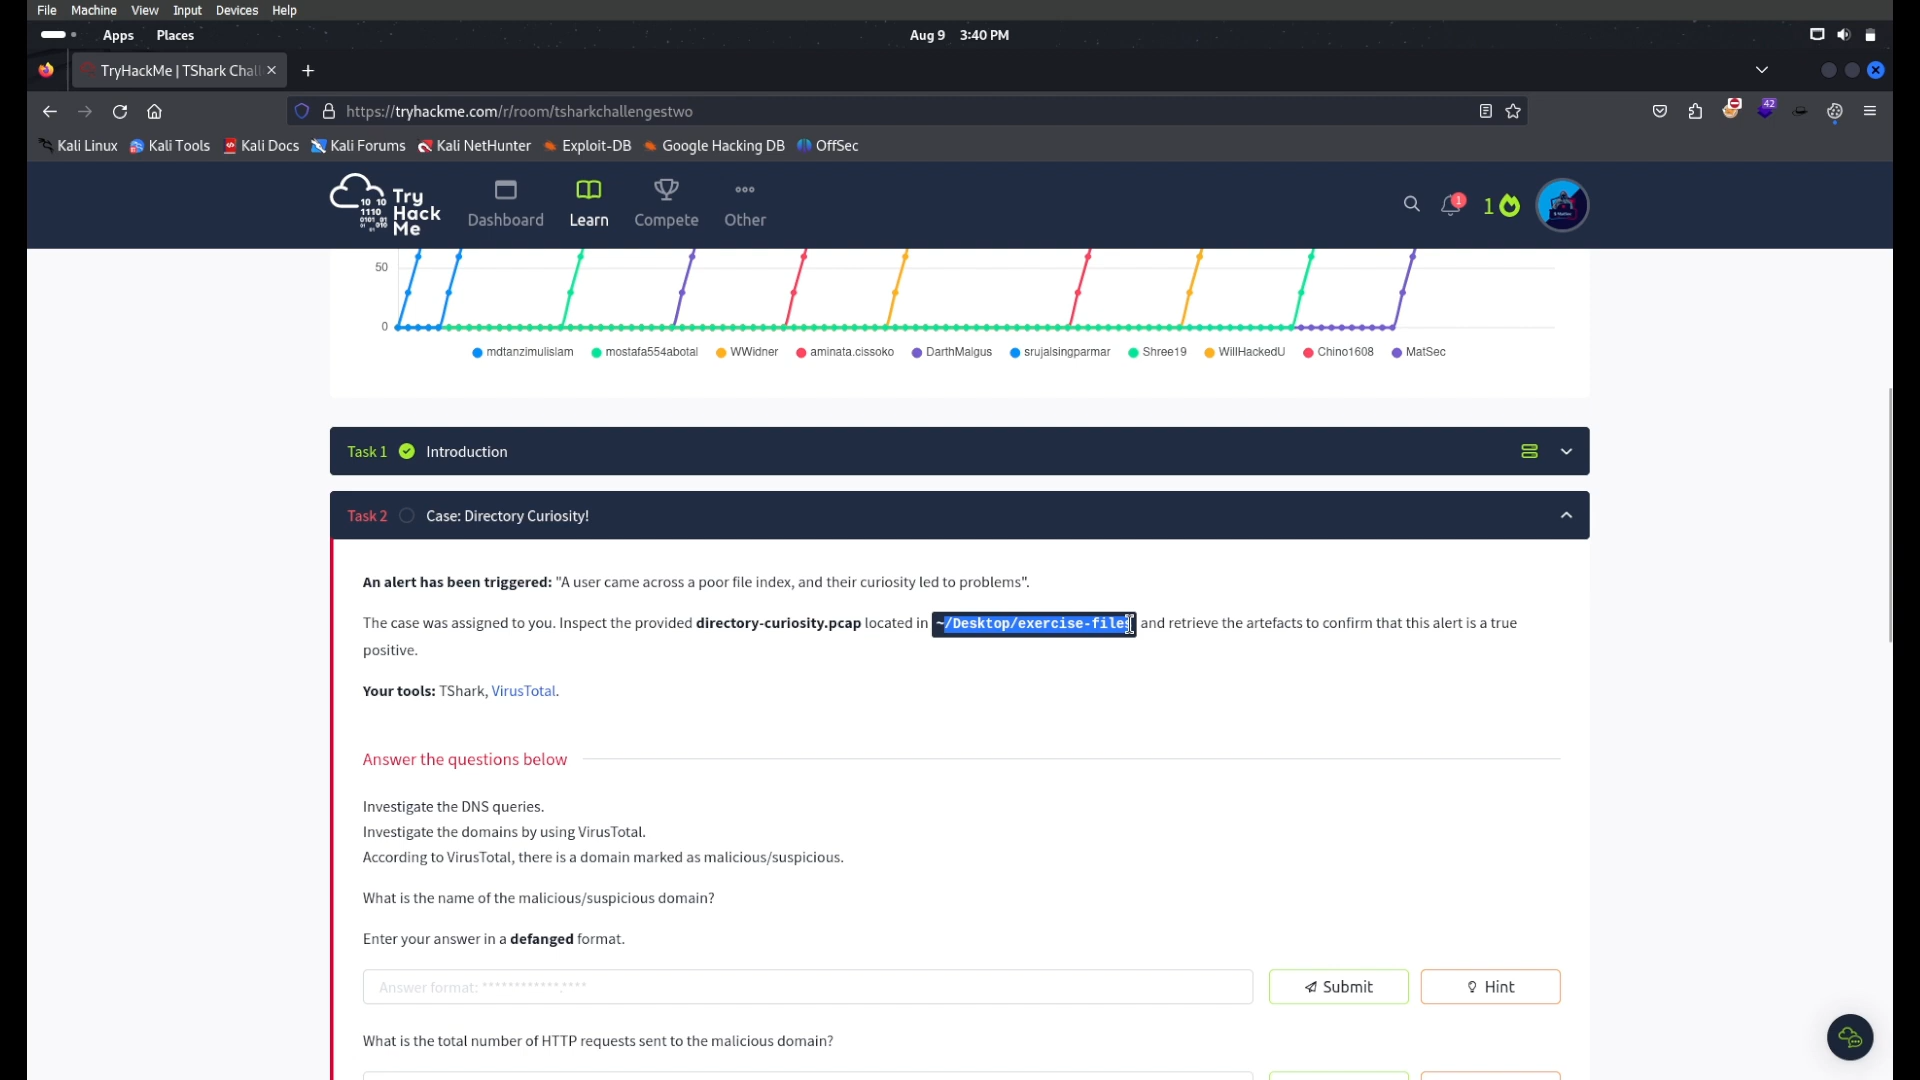 File Machine View Input Devices Help
Apps Places Aug 9 3:40 PM
TryHackMe | TShark Chal
https://tryhackme.com/r/room/tsharkchallengestwo 42
Kali Linux Kali Tools Kali Docs Kali Forums Kali NetHunter Exploit-DB Google Hacking DB OffSec
Try Hack Me Dashboard Learn Compete Other 1 1
50
0
mdtanzimulislam mostafa554abotal WWidner aminata.cissoko DarthMalgus srujalsingparmar Shree19 WillHackedU Chino1608 MatSec
Task 1 Introduction
Task 2 Case: Directory Curiosity!
An alert has been triggered: "A user came across a poor file index, and their curiosity led to problems".
The case was assigned to you. Inspect the provided directory-curiosity.pcap located in ~/Desktop/exercise-files and retrieve the artefacts to confirm that this alert is a true
positive.
Your tools: TShark, VirusTotal.
Answer the questions below
Investigate the DNS queries.
Investigate the domains by using VirusTotal.
According to VirusTotal, there is a domain marked as malicious/suspicious.
What is the name of the malicious/suspicious domain?
Enter your answer in a defanged format.
Answer format: ************.**** Submit Hint
What is the total number of HTTP requests sent to the malicious domain?